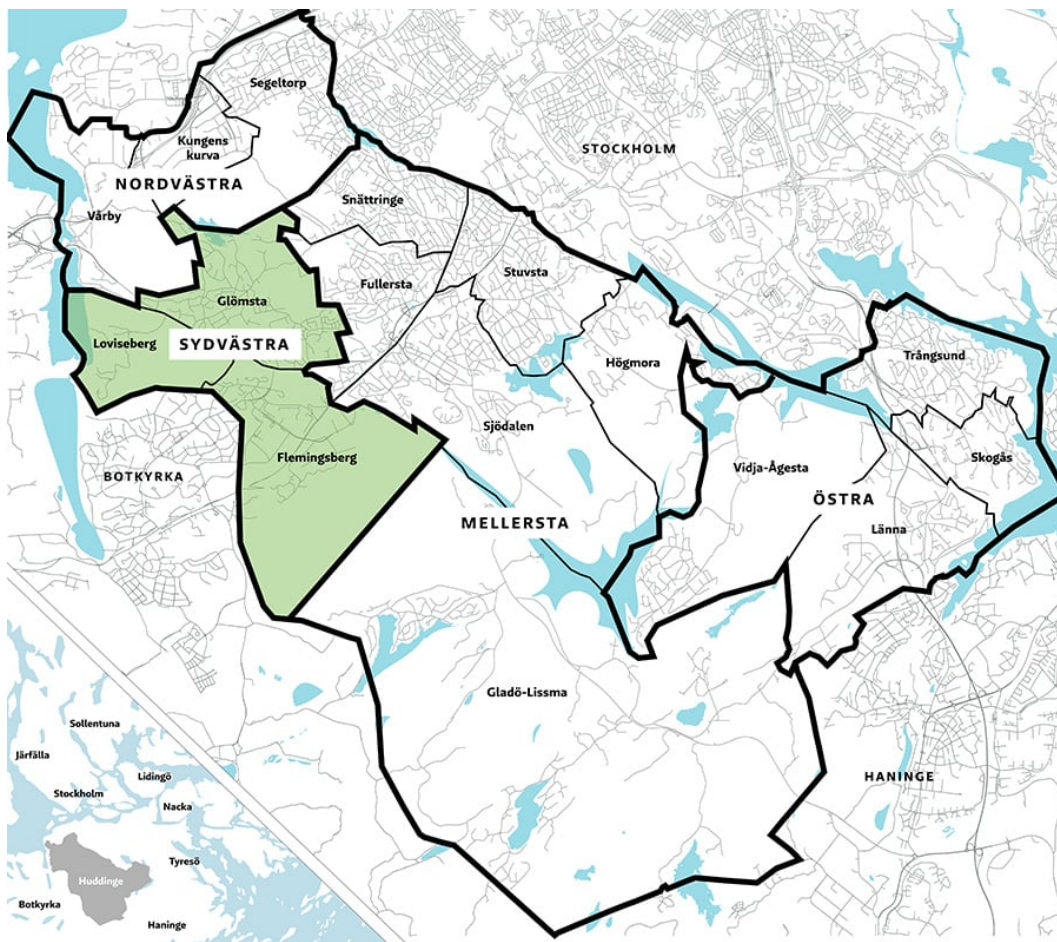 Segeltorp
Kungens
kurva
STOCKHOLM
NORDVÄSTRA
Snättringe
Vårby
Stuvsta
Fullersta
Glömsta
Loviseberg
SYDVÄSTRA
Högmora
Trångsund
Sjödalen
Flemingsberg
Skogås
Vidja-Ågesta
BOTKYRKA
ÖSTRA
MELLERSTA
Länna
Gladö-Lissma
HANINGE
Sollentuna
Järfälla
Lidingö
Stockholm
Nacka
Tyresö
Huddinge
Botkyrka
Haninge